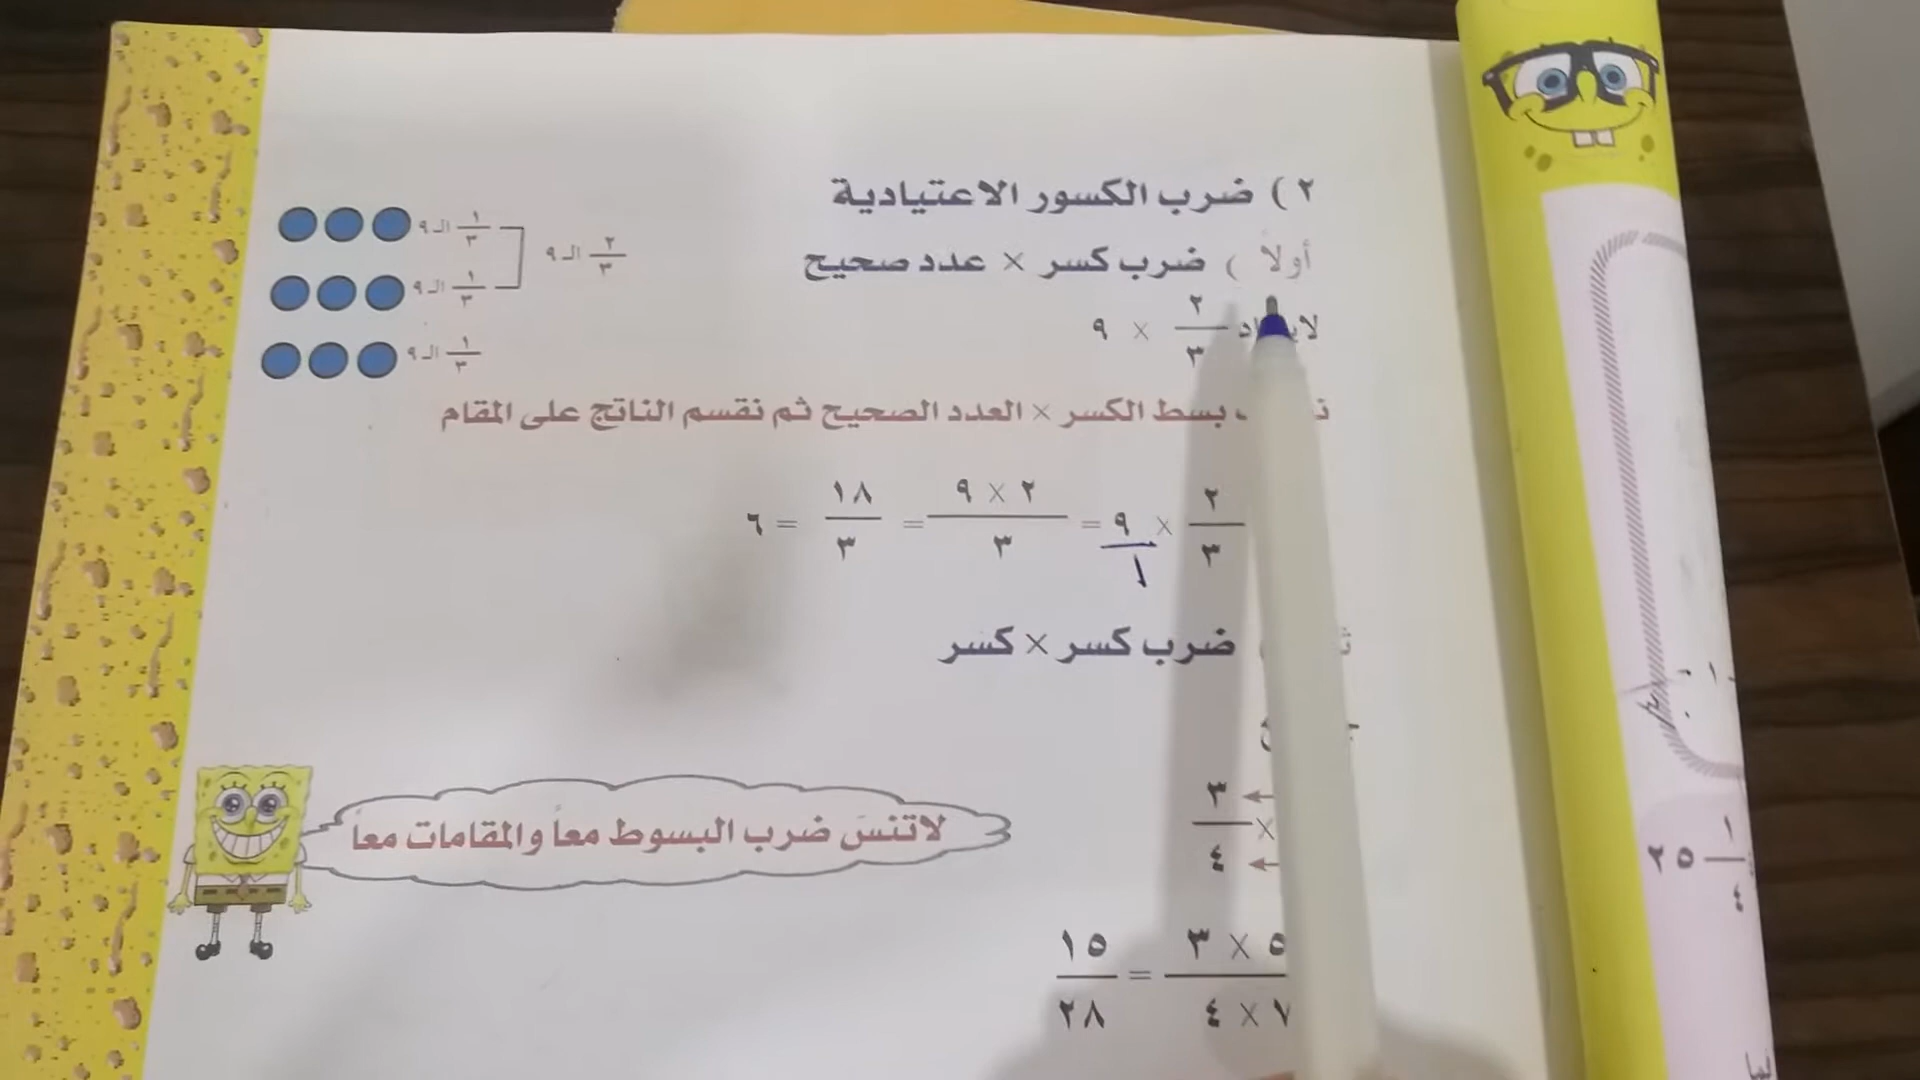 ٢ ) ضرب الكسور الاعتيادية
أولاً ) ضرب كسر × عدد صحيح
٢/٣ × ٩
١/٣ الـ ٩
١/٣ الـ ٩
٢/٣ الـ ٩
١/٣ الـ ٩
بسط الكسر × العدد الصحيح ثم نقسم الناتج على المقام
٢/٣ × ٩/١ = ٢ × ٩/٣ = ١٨/٣ = ٦
ضرب كسر × كسر
× ٣/٤
لاتنسَ ضرب البسوط معاً والمقامات معاً
٥ × ٣/٧ × ٤ = ١٥/٢٨
٢٥ ١/٤